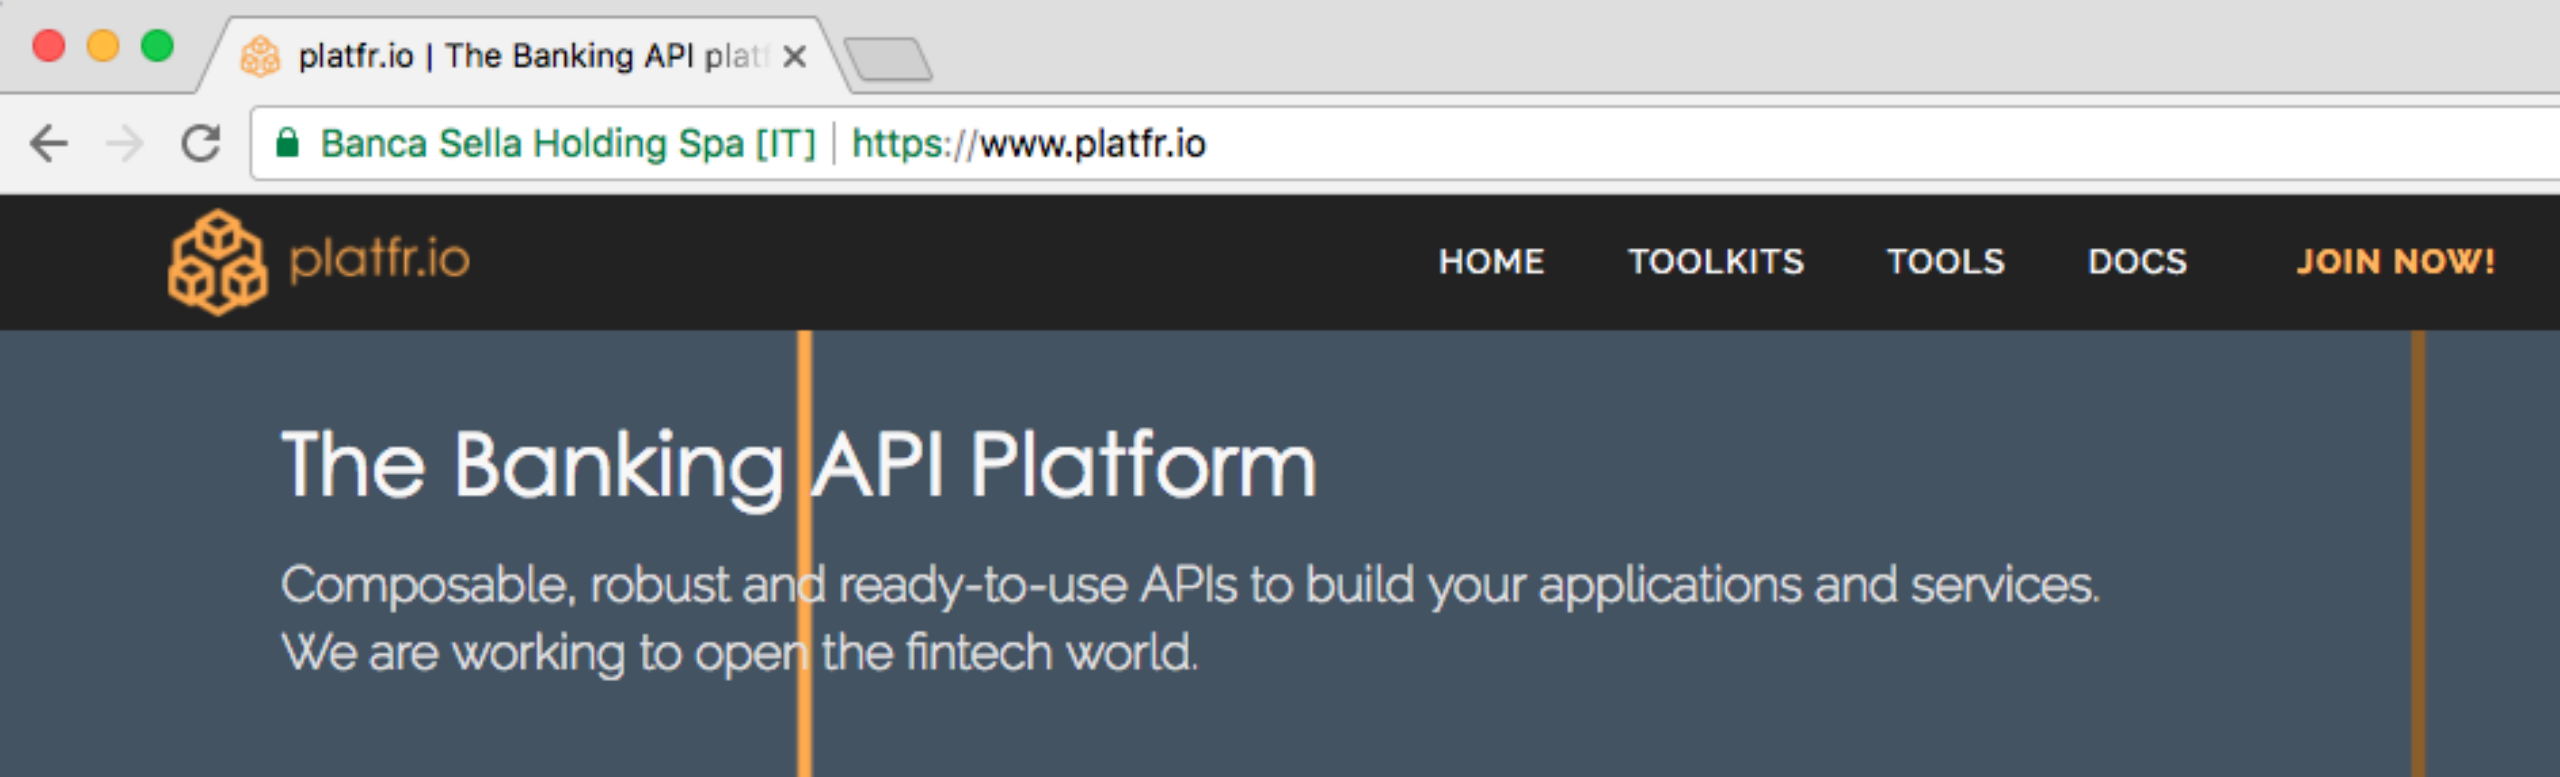 platfr.io | The Banking API platf
Banca Sella Holding Spa [IT] https://www.platfr.io
platfr.io HOME TOOLKITS TOOLS DOCS JOIN NOW!
The Banking API Platform
Composable, robust and ready-to-use APIs to build your applications and services.
We are working to open the fintech world.